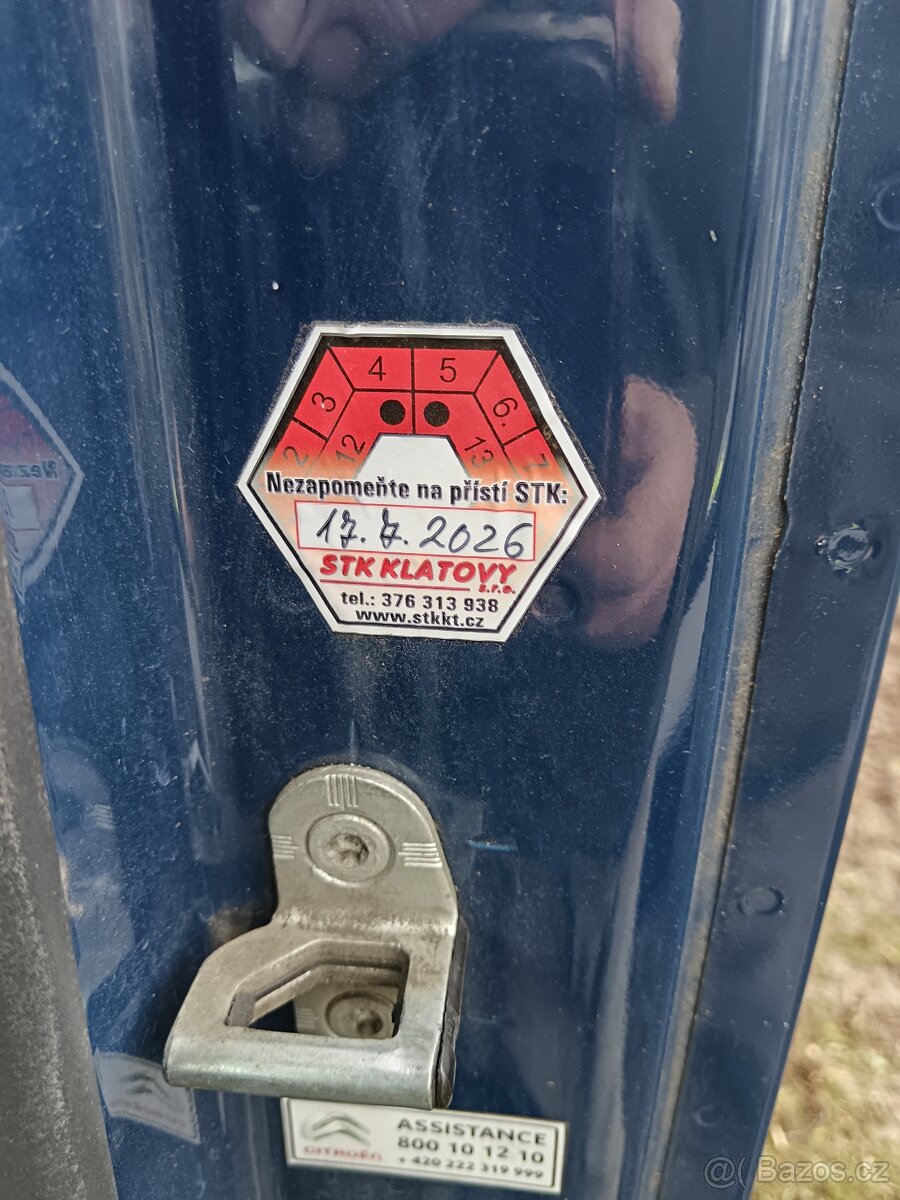 4 5
3 6.
2 12 13 7.
Nezapomeňte na přístí STK:
17. 7. 2026
STK KLATOVY
s.r.o.
tel.: 376 313 938
www.stkkt.cz
ASSISTANCE
800 10 12 10
CITROËN + 420 222 319 999
@ Bazos.cz